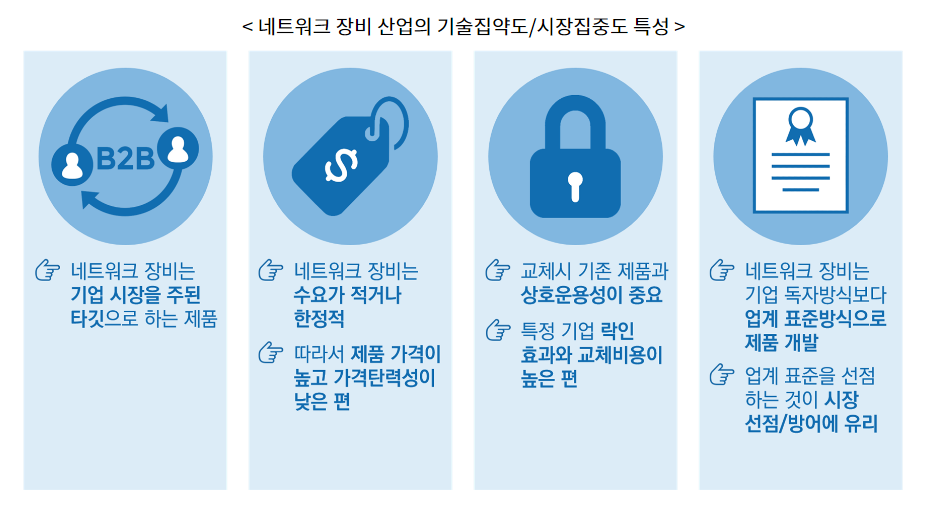 < 네트워크 장비 산업의 기술집약도/시장집중도 특성 >
B2B
네트워크 장비는
기업 시장을 주된
타깃으로 하는 제품
$
네트워크 장비는
수요가 적거나
한정적
따라서 제품 가격이
높고 가격탄력성이
낮은 편
교체시 기존 제품과
상호운용성이 중요
특정 기업 락인
효과와 교체비용이
높은 편
네트워크 장비는
기업 독자방식보다
업계 표준방식으로
제품 개발
업계 표준을 선점
하는 것이 시장
선점/방어에 유리